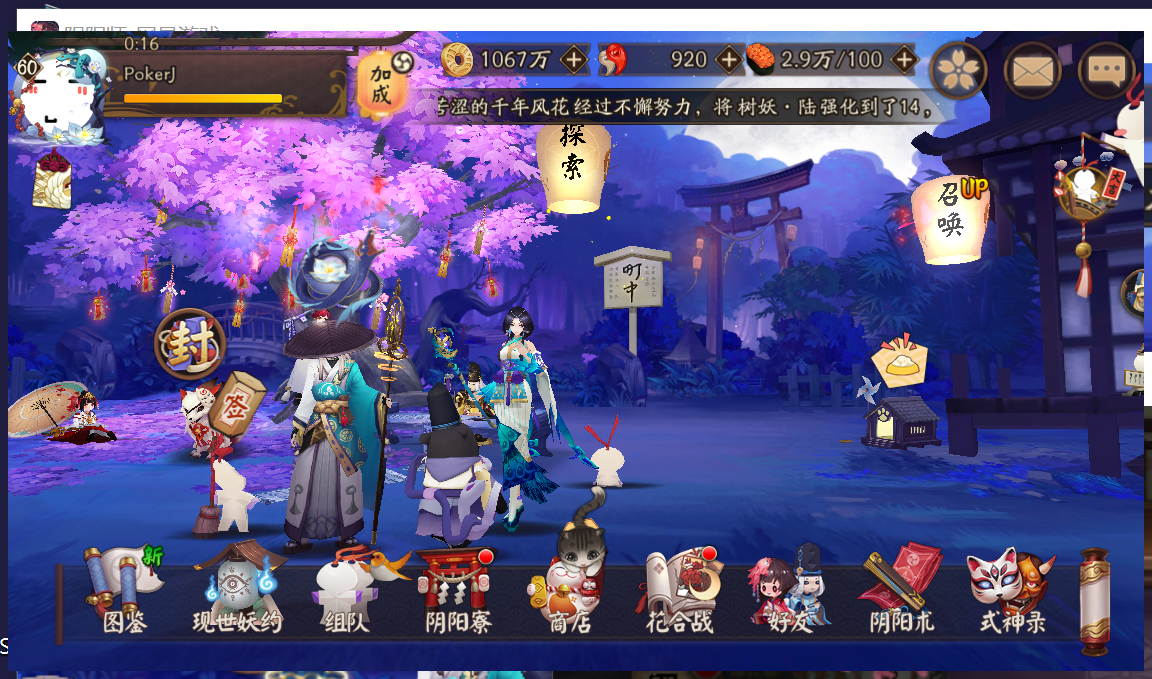 0:16
60
PokerJ
加成
1067万
920
2.9万/100
苦涩的千年风花经过不懈努力，将 树妖·陆强化到了14，
探索
召唤
UP
大吉
町中
封
签
新
图鉴
现世妖约
组队
阴阳寮
商店
花合战
好友
阴阳术
式神录